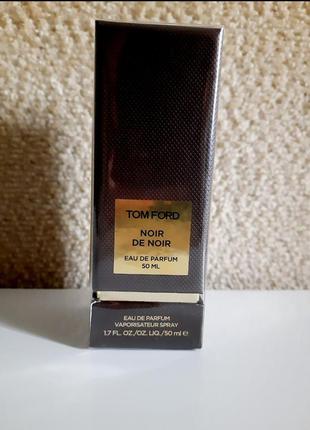 TOM FORD
NOIR
DE NOIR
EAU DE PARFUM
50 ML
EAU DE PARFUM
VAPORISATEUR SPRAY
1.7 FL. OZ./OZ. LIQ./50 ml ℮